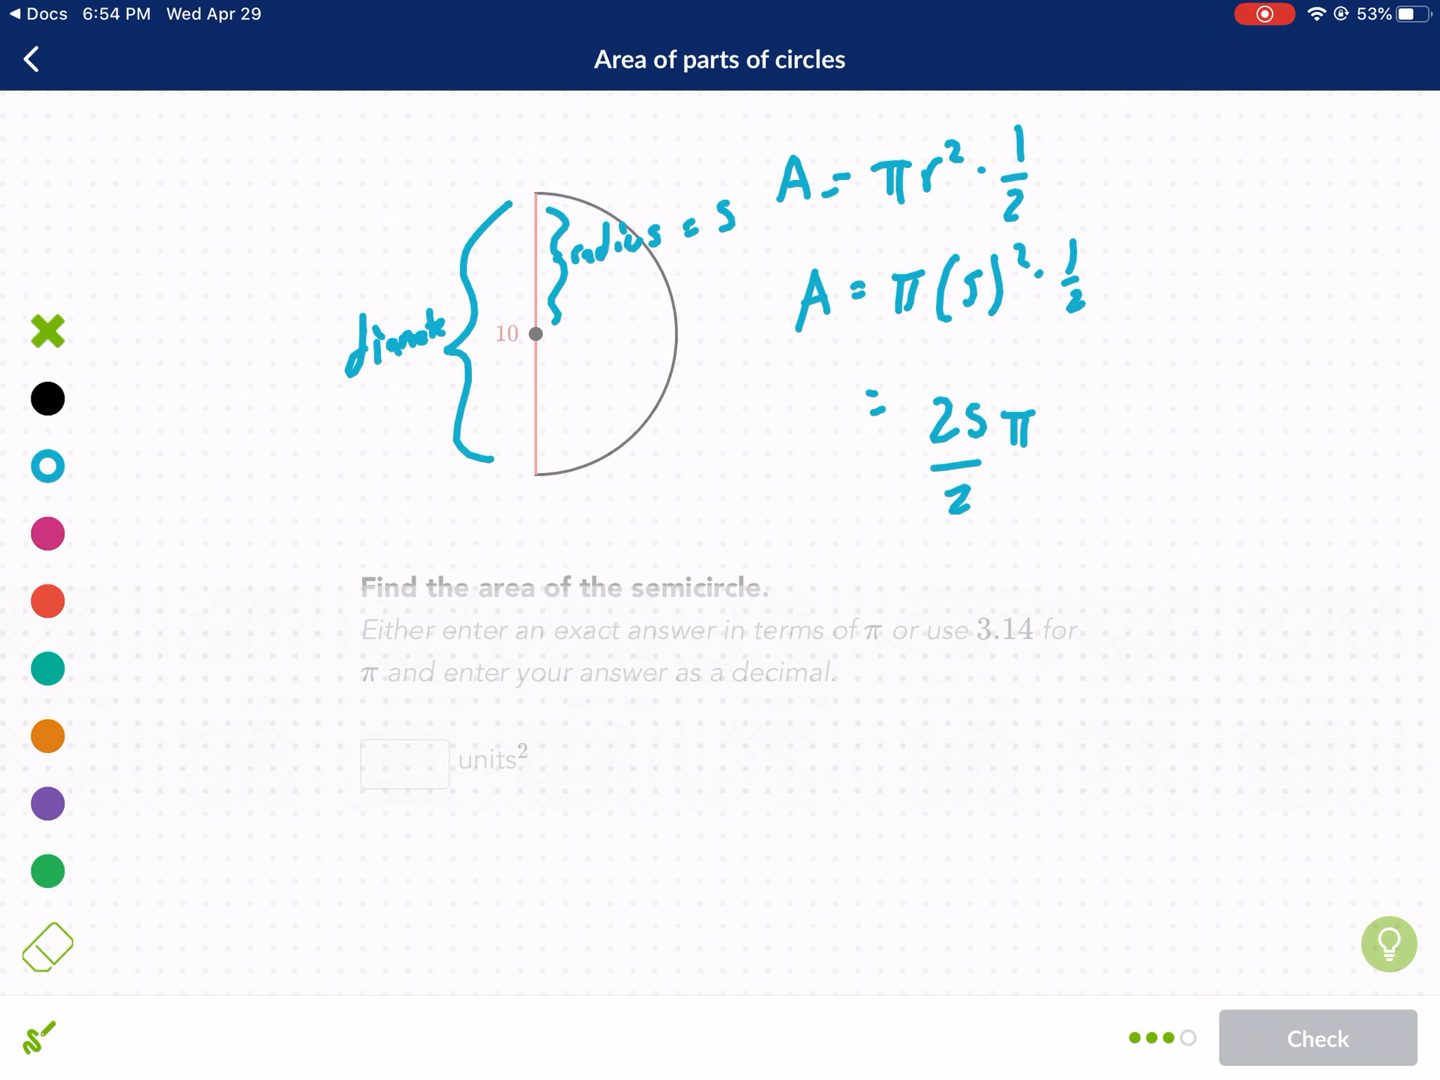 Docs 6:54 PM Wed Apr 29 53%
Area of parts of circles
A = πr² · 1/2
radius = 5
A = π(5)² · 1/2
10
= 25/2 π
Find the area of the semicircle.
Either enter an exact answer in terms of π or use 3.14 for
π and enter your answer as a decimal.
units²
Check